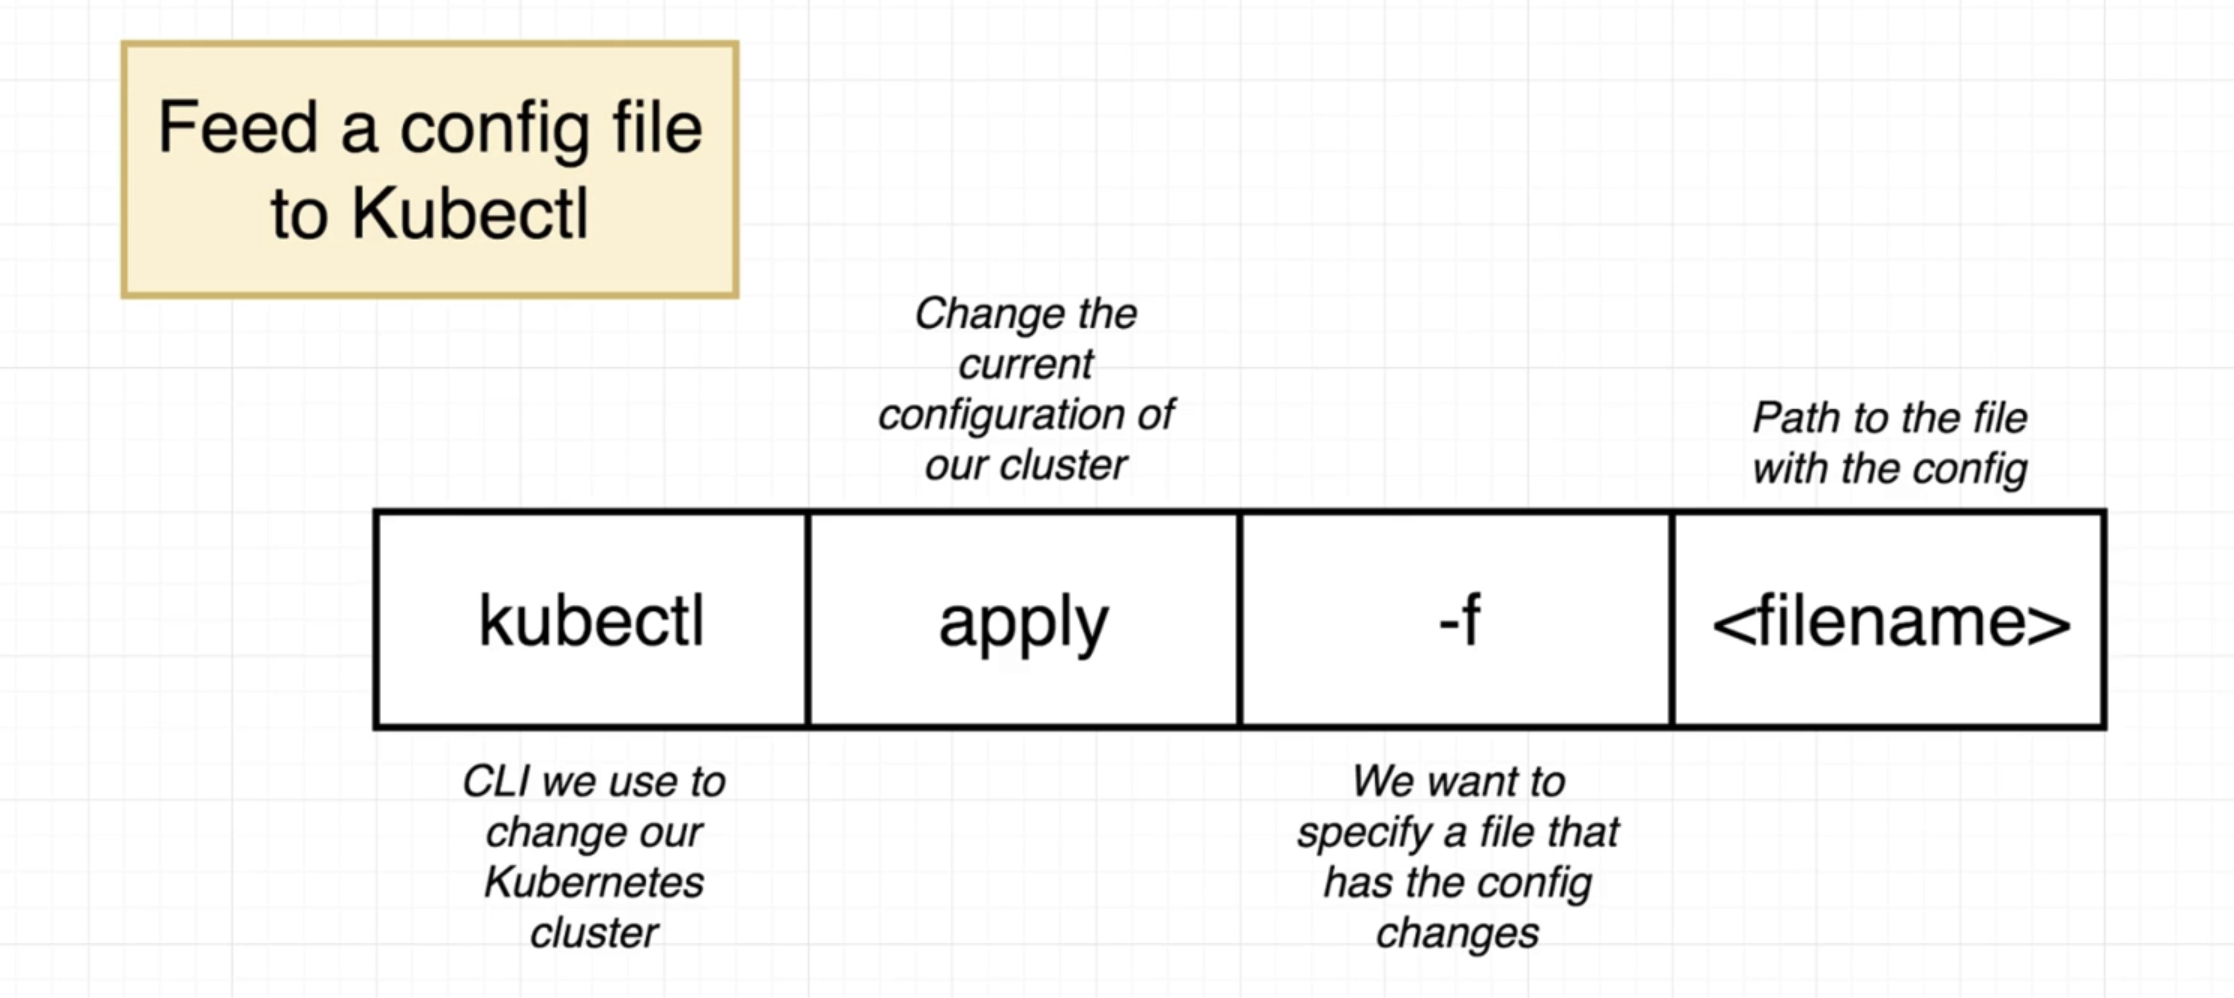 Feed a config file
to Kubectl
Change the
current
configuration of
our cluster
Path to the file
with the config
kubectl
apply
-f
<filename>
CLI we use to
change our
Kubernetes
cluster
We want to
specify a file that
has the config
changes